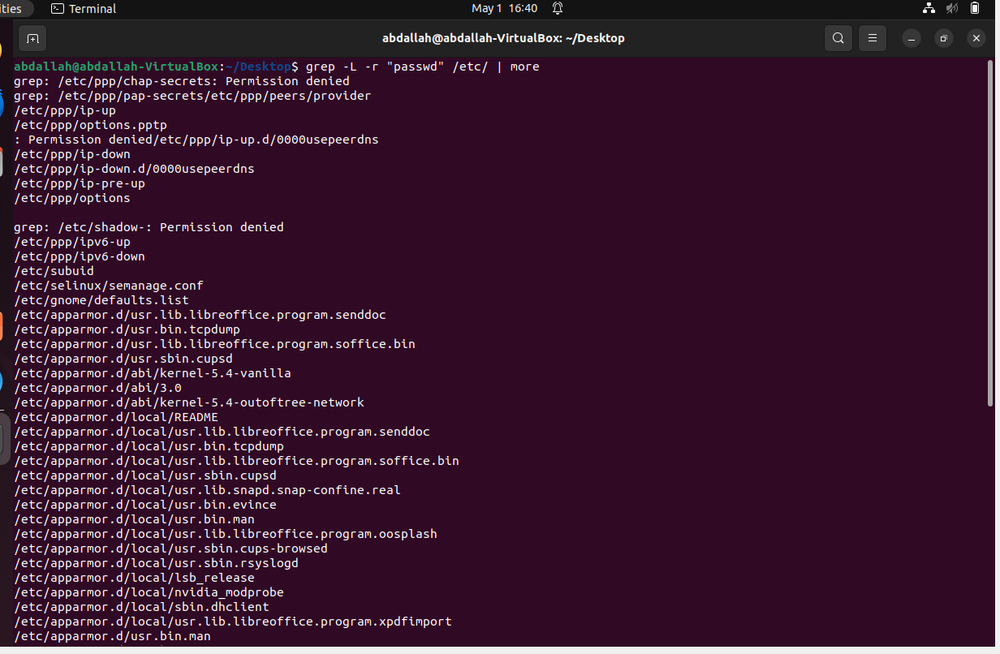 ities
Terminal
May 1 16:40
abdallah@abdallah-VirtualBox: ~/Desktop
abdallah@abdallah-VirtualBox:~/Desktop$ grep -L -r "passwd" /etc/ | more
grep: /etc/ppp/chap-secrets: Permission denied
grep: /etc/ppp/pap-secrets/etc/ppp/peers/provider
/etc/ppp/ip-up
/etc/ppp/options.pptp
: Permission denied/etc/ppp/ip-up.d/0000usepeerdns
/etc/ppp/ip-down
/etc/ppp/ip-down.d/0000usepeerdns
/etc/ppp/ip-pre-up
/etc/ppp/options
grep: /etc/shadow-: Permission denied
/etc/ppp/ipv6-up
/etc/ppp/ipv6-down
/etc/subuid
/etc/selinux/semanage.conf
/etc/gnome/defaults.list
/etc/apparmor.d/usr.lib.libreoffice.program.senddoc
/etc/apparmor.d/usr.bin.tcpdump
/etc/apparmor.d/usr.lib.libreoffice.program.soffice.bin
/etc/apparmor.d/usr.sbin.cupsd
/etc/apparmor.d/abi/kernel-5.4-vanilla
/etc/apparmor.d/abi/3.0
/etc/apparmor.d/abi/kernel-5.4-outoftree-network
/etc/apparmor.d/local/README
/etc/apparmor.d/local/usr.lib.libreoffice.program.senddoc
/etc/apparmor.d/local/usr.bin.tcpdump
/etc/apparmor.d/local/usr.lib.libreoffice.program.soffice.bin
/etc/apparmor.d/local/usr.sbin.cupsd
/etc/apparmor.d/local/usr.lib.snapd.snap-confine.real
/etc/apparmor.d/local/usr.bin.evince
/etc/apparmor.d/local/usr.bin.man
/etc/apparmor.d/local/usr.lib.libreoffice.program.oosplash
/etc/apparmor.d/local/usr.sbin.cups-browsed
/etc/apparmor.d/local/usr.sbin.rsyslogd
/etc/apparmor.d/local/lsb_release
/etc/apparmor.d/local/nvidia_modprobe
/etc/apparmor.d/local/sbin.dhclient
/etc/apparmor.d/local/usr.lib.libreoffice.program.xpdfimport
/etc/apparmor.d/usr.bin.man